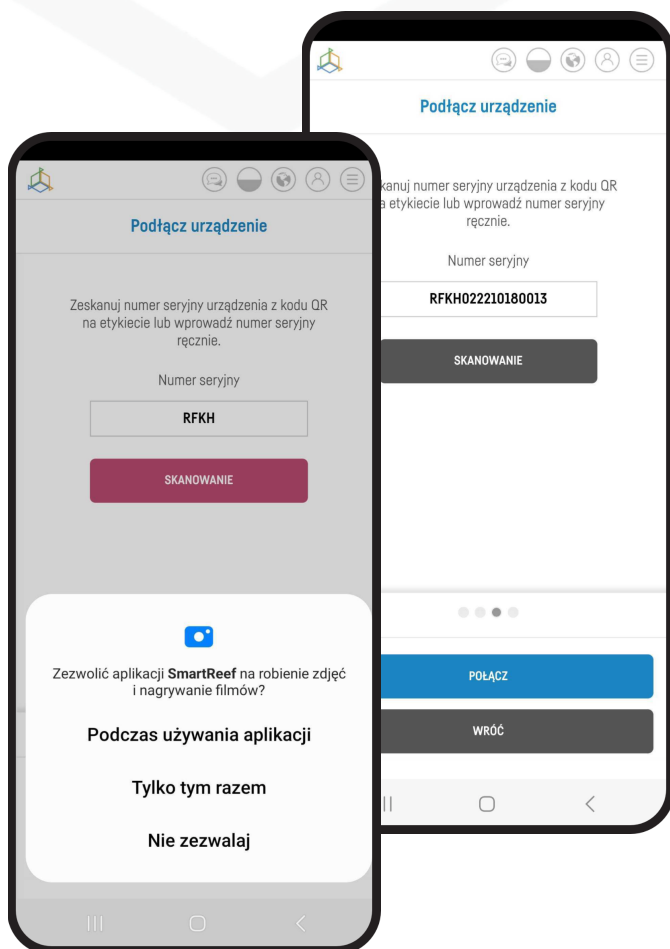 Podłącz urządzenie
Zeskanuj numer seryjny urządzenia z kodu QR
na etykiecie lub wprowadź numer seryjny
ręcznie.
Numer seryjny
RFKH
SKANOWANIE
Zezwolić aplikacji SmartReef na robienie zdjęć
i nagrywanie filmów?
Podczas używania aplikacji
Tylko tym razem
Nie zezwalaj
Podłącz urządzenie
kanuj numer seryjny urządzenia z kodu QR
a etykiecie lub wprowadź numer seryjny
ręcznie.
Numer seryjny
RFKH022210180013
SKANOWANIE
POŁĄCZ
WRÓĆ